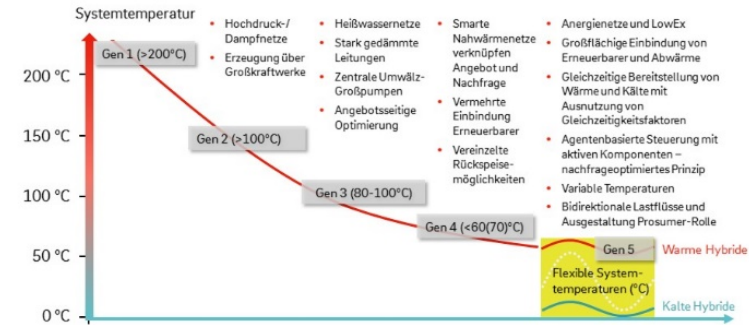 Systemtemperatur
200 °C
150 °C
100 °C
50 °C
0 °C
Gen 1 (>200°C)
Gen 2 (>100°C)
Gen 3 (80-100°C)
Gen 4 (<60(70)°C)
Gen 5
• Hochdruck-/
Dampfnetze
• Erzeugung über
Großkraftwerke
• Heißwassernetze
• Stark gedämmte
Leitungen
• Zentrale Umwälz-
Großpumpen
• Angebotsseitige
Optimierung
• Smarte
Nahwärmenetze
verknüpfen
Angebot und
Nachfrage
• Vermehrte
Einbindung
Erneuerbarer
• Vereinzelte
Rückspeise-
möglichkeiten
• Anergienetze und LowEx
• Großflächige Einbindung von
Erneuerbarer und Abwärme
• Gleichzeitige Bereitstellung von
Wärme und Kälte mit
Ausnutzung von
Gleichzeitigkeitsfaktoren
• Agentenbasierte Steuerung mit
aktiven Komponenten –
nachfrageoptimiertes Prinzip
• Variable Temperaturen
• Bidirektionale Lastflüsse und
Ausgestaltung Prosumer-Rolle
Warme Hybride
Flexible System-
temperaturen (°C)
Kalte Hybride